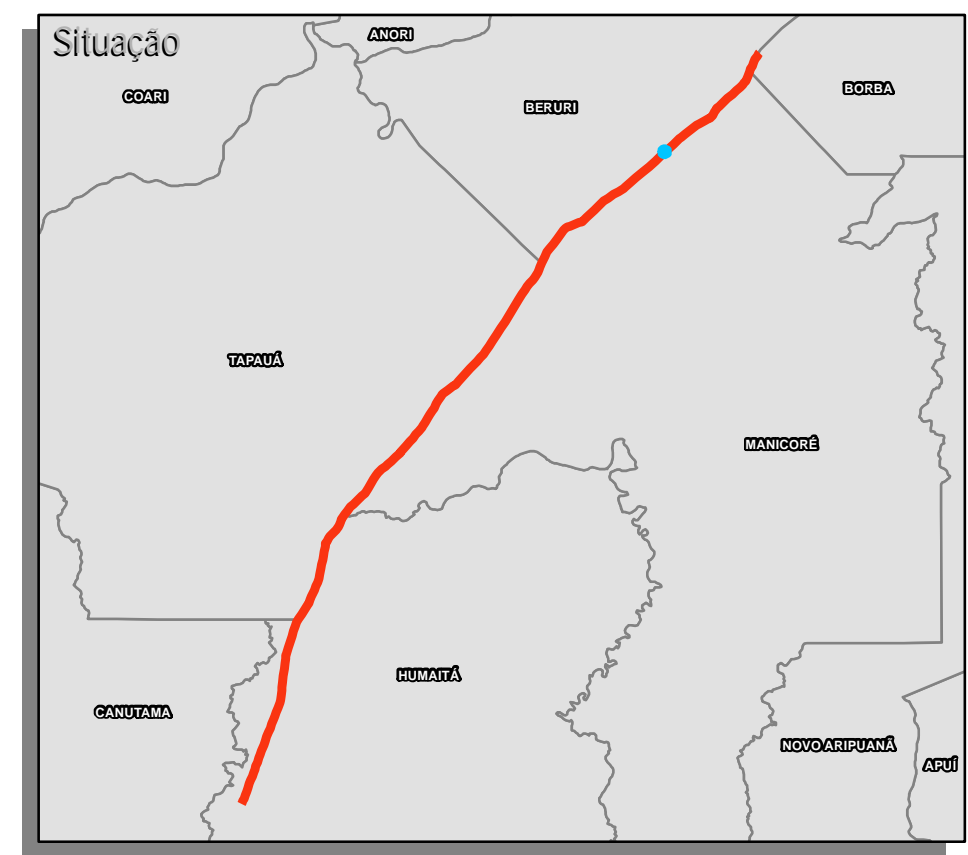 Situação
ANORI
COARI
BERURI
BORBA
TAPAUÁ
MANICORÉ
HUMAITÁ
CANUTAMA
NOVO ARIPUANÃ
APUÍ